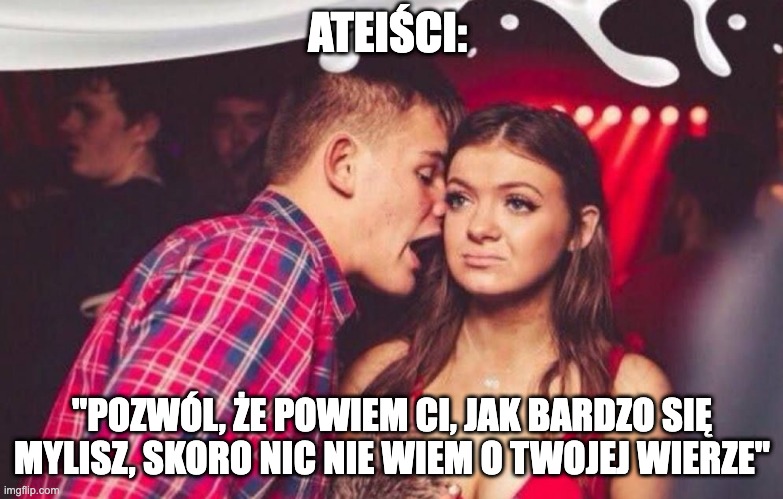 ATEIŚCI:
"POZWÓL, ŻE POWIEM CI, JAK BARDZO SIĘ
MYLISZ, SKORO NIC NIE WIEM O TWOJEJ WIERZE"
imgflip.com